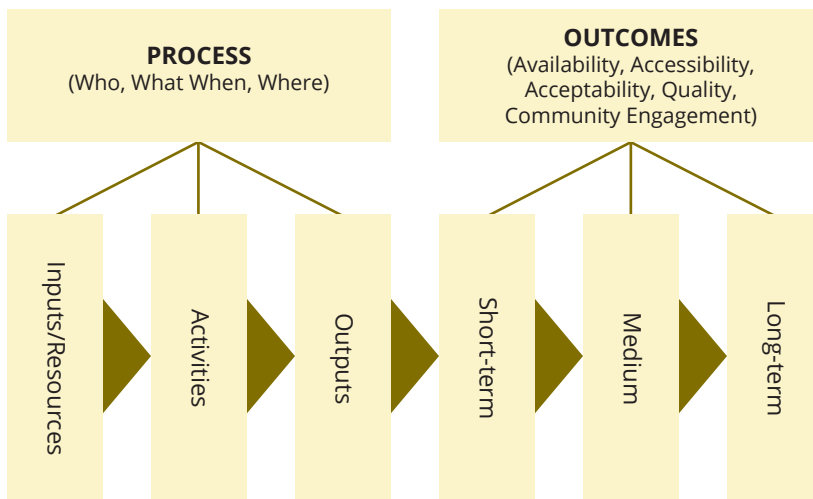 PROCESS
(Who, What When, Where)
OUTCOMES
(Availability, Accessibility,
Acceptability, Quality,
Community Engagement)
Inputs/Resources
Activities
Outputs
Short-term
Medium
Long-term